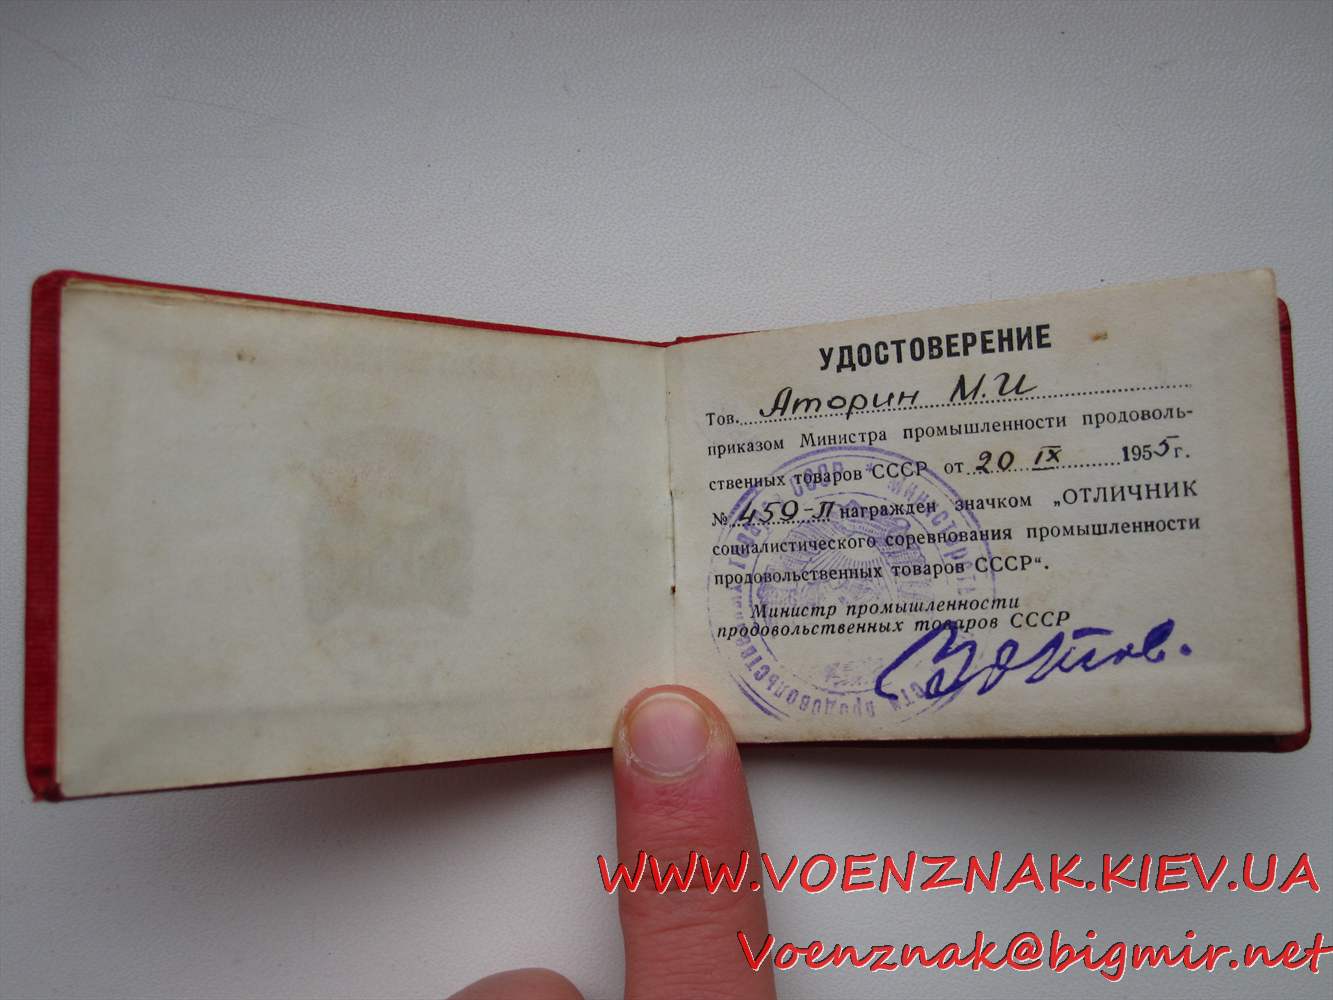 УДОСТОВЕРЕНИЕ
Тов. Аторин М.И
приказом Министра промышленности продоволь-
ственных товаров СССР от 20 IX 1955 г.
№ 459-П награжден значком „ОТЛИЧНИК
социалистического соревнования промышленности
продовольственных товаров СССР“.
Министр промышленности
продовольственных товаров СССР
WWW.VOENZNAK.KIEV.UA
Voenznak@bigmir.net